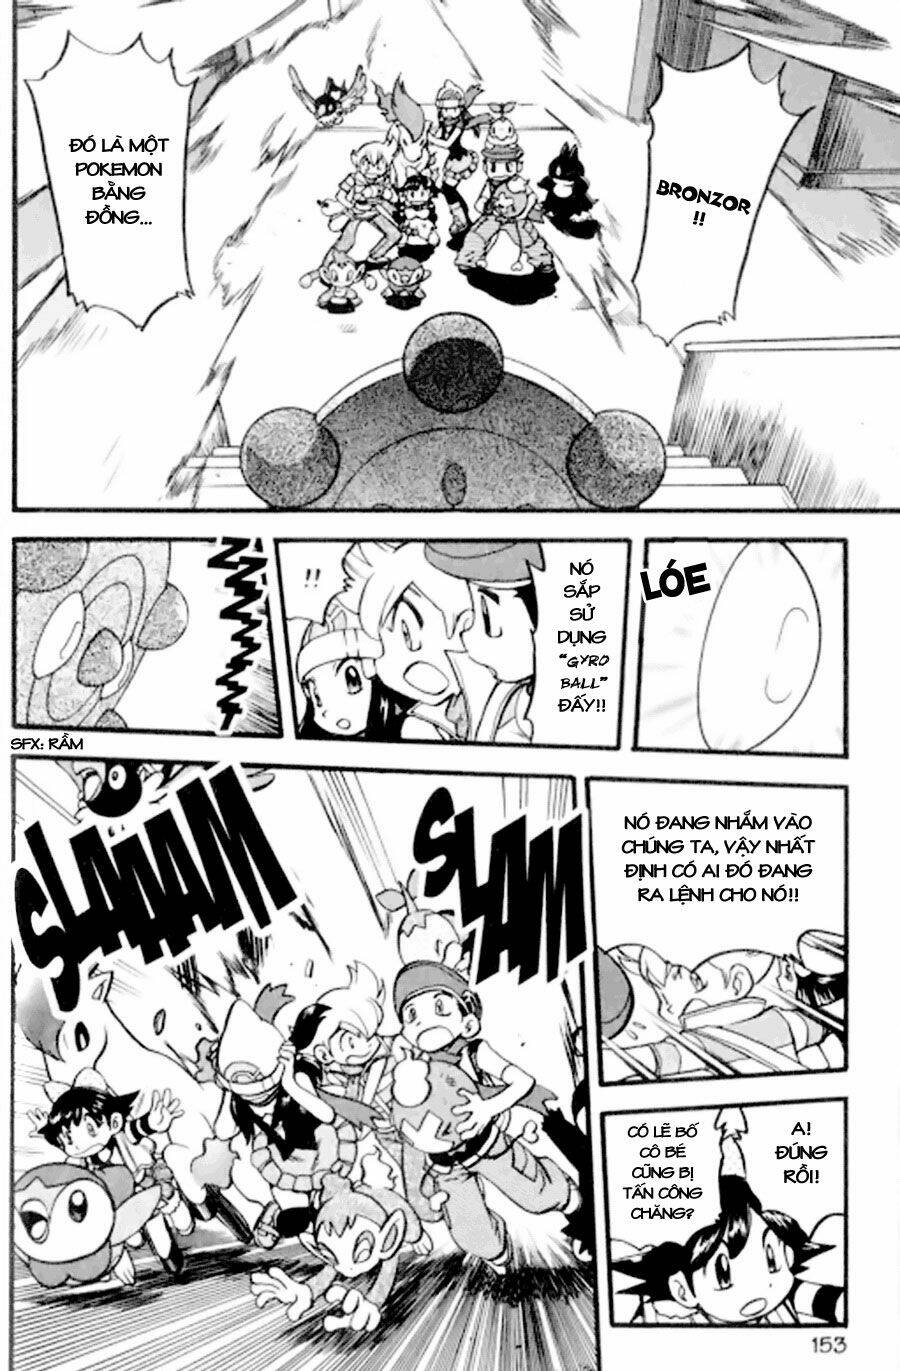 BRONZOR
!!
ĐÓ LÀ MỘT
POKEMON
BẰNG
ĐỒNG...
LÓE
NÓ
SẮP
SỬ
DỤNG
"GYRO
BALL"
ĐẤY!!
!!
ZZZZZT
SFX: RẦM
NÓ ĐANG NHẮM VÀO
CHÚNG TA, VẬY NHẤT
ĐỊNH CÓ AI ĐÓ ĐANG
RA LỆNH CHO NÓ!!
SLAM
SLAAAAM
A!
ĐÚNG
RỒI!
CÓ LẼ BỐ
CÔ BÉ
CŨNG BỊ
TẤN CÔNG
CHĂNG?
153